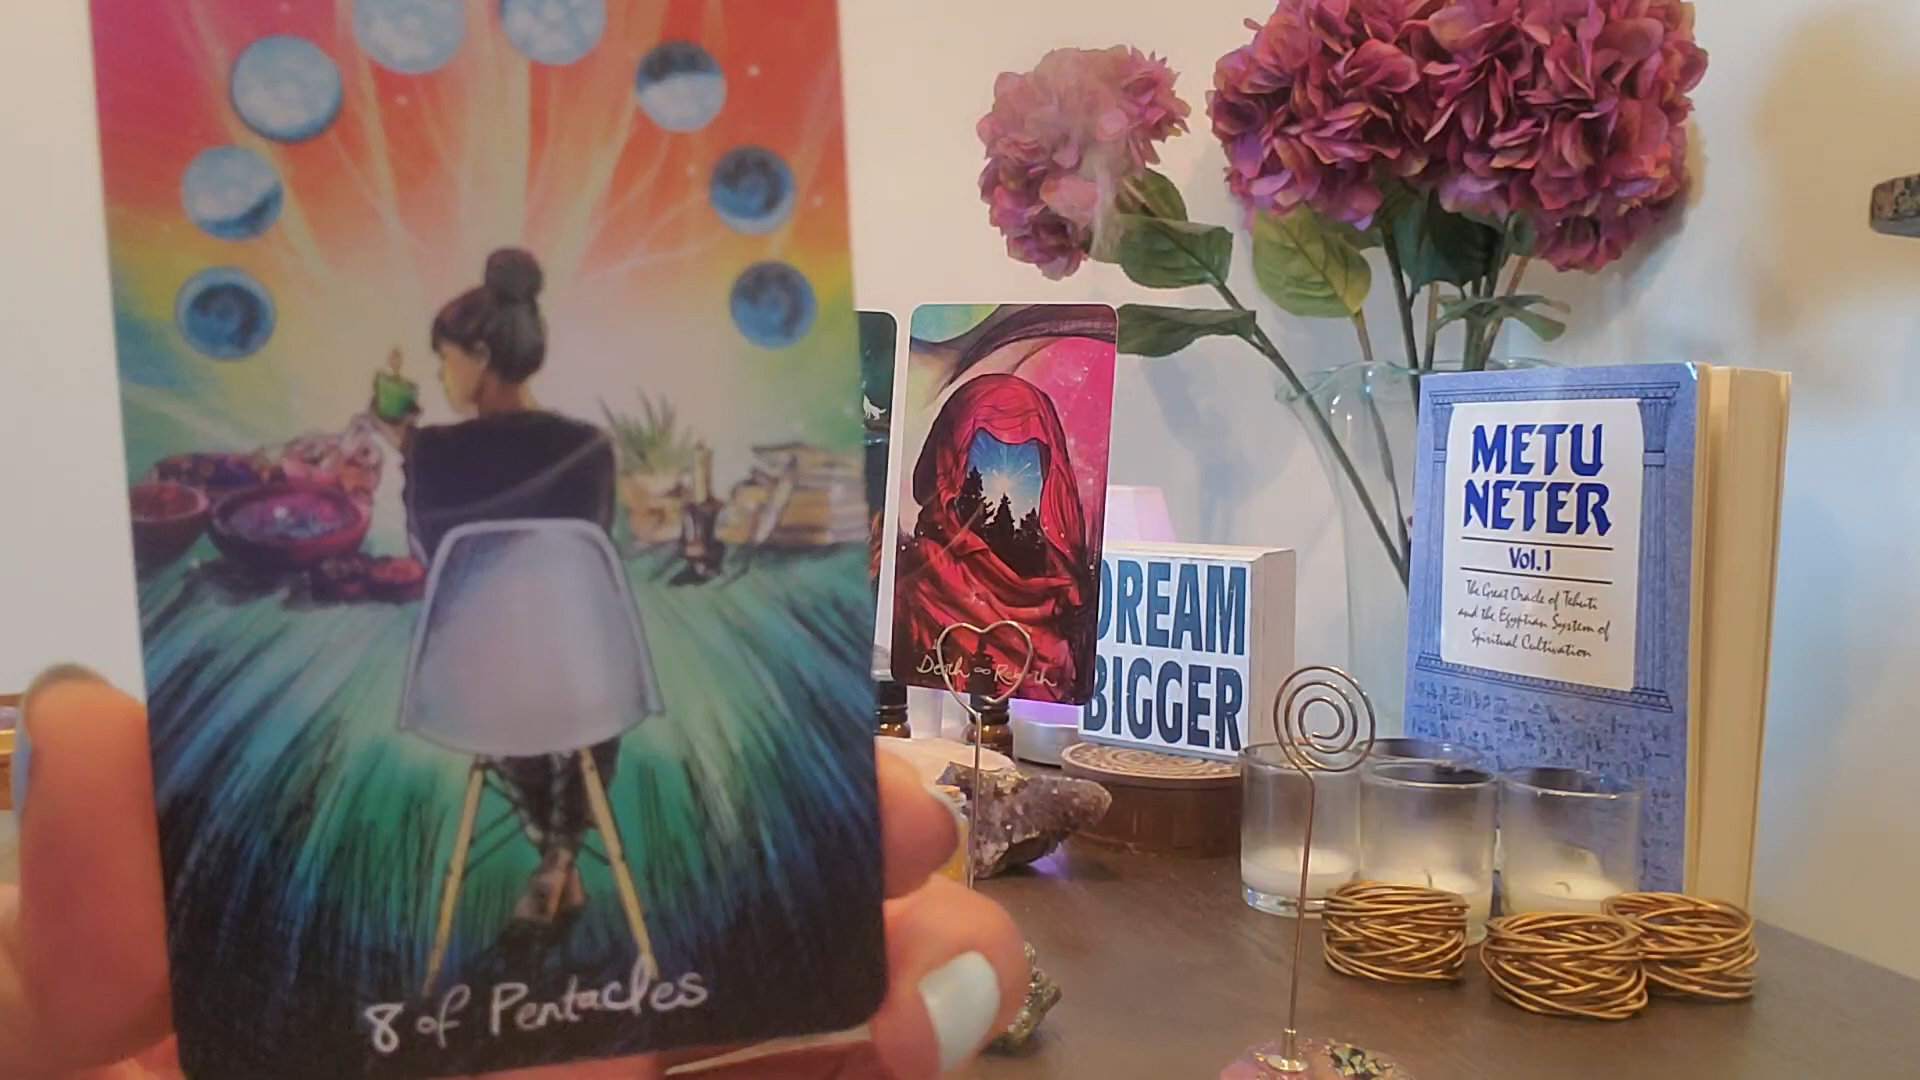 8 of Pentacles
Death ∞ Rebirth
DREAM
BIGGER
METU
NETER
Vol.1
The Great Oracle of Tehuti
and the Egyptian System of
Spiritual Cultivation